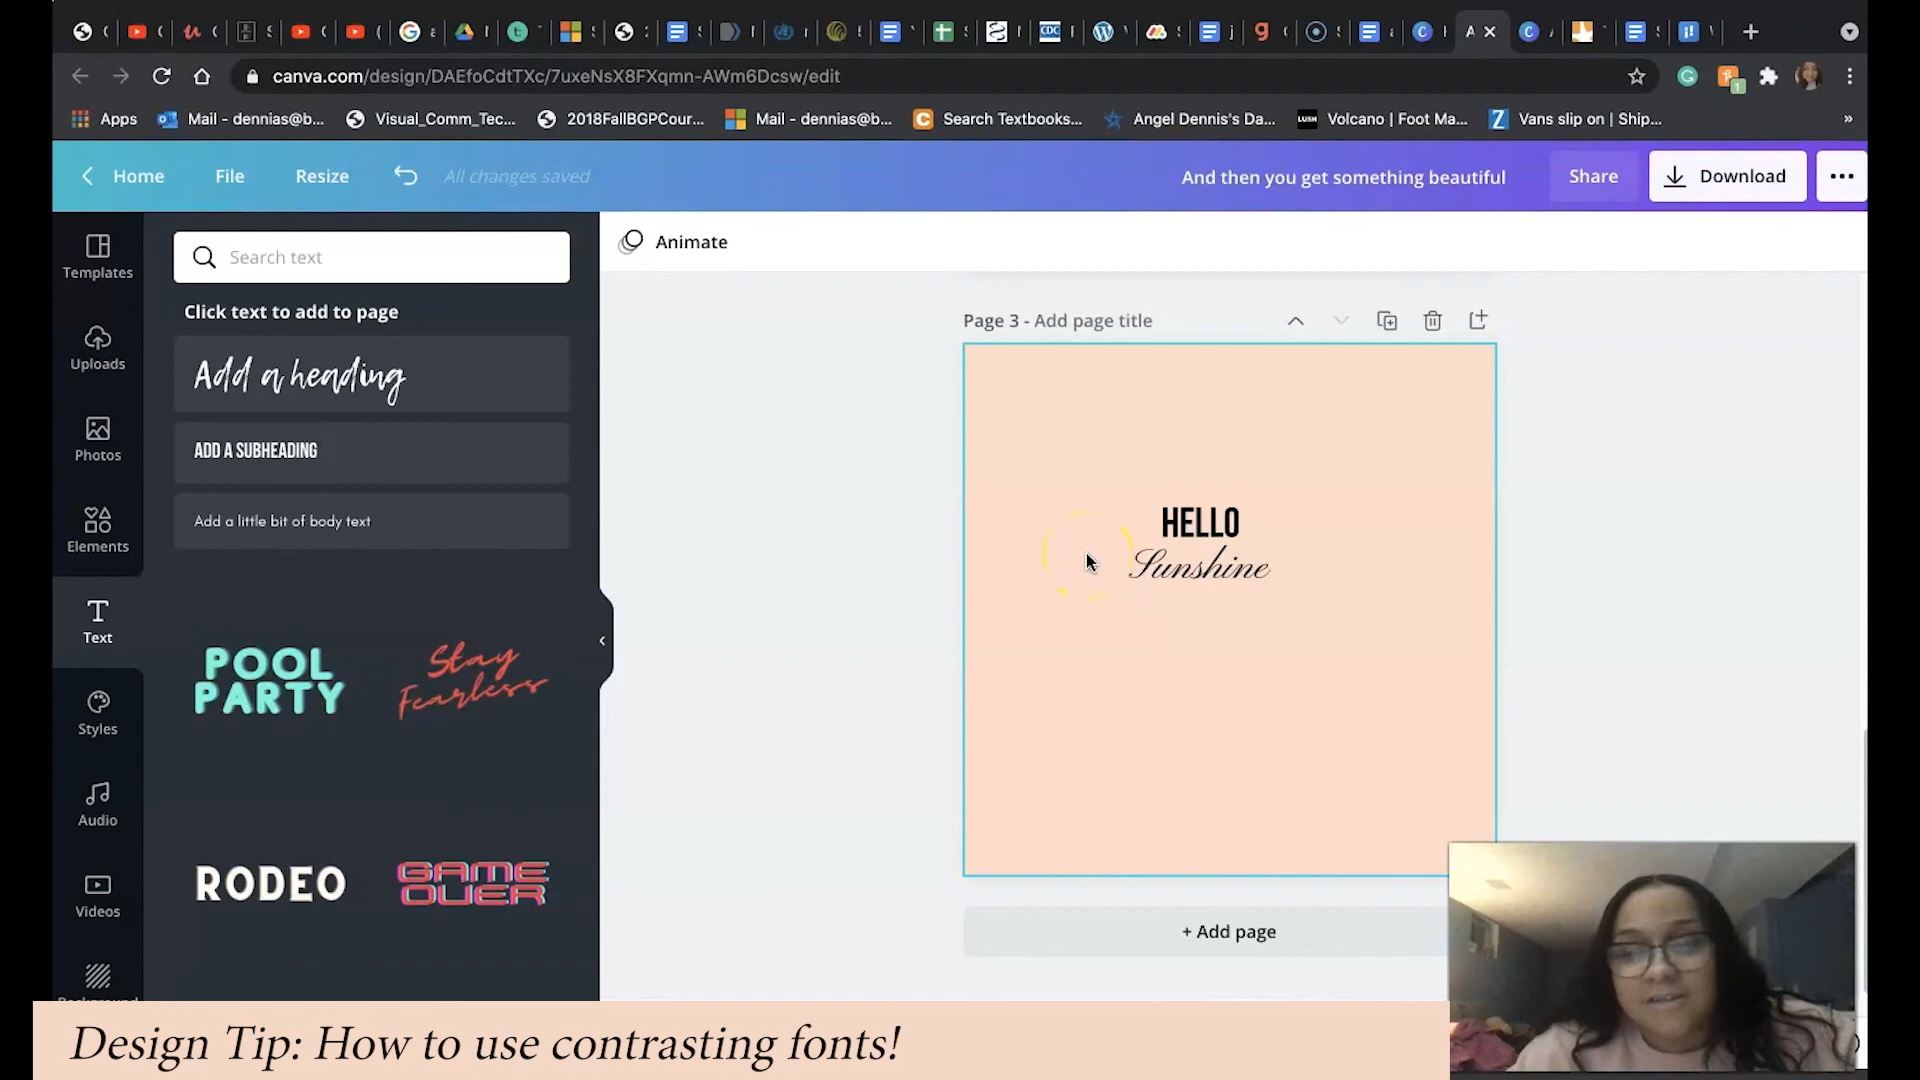 canva.com/design/DAEfoCdtTXc/7uxeNsX8FXqmn-AWm6Dcsw/edit
Apps
Mail - dennias@b...
Visual_Comm_Tec...
2018FallBGPCour...
Mail - dennias@b...
Search Textbooks...
Angel Dennis's Da...
LUSH
Volcano | Foot Ma...
Vans slip on | Ship...
Home
File
Resize
All changes saved
And then you get something beautiful
Share
Download
Templates
Uploads
Photos
Elements
Text
Styles
Audio
Videos
Background
Search text
Click text to add to page
Add a heading
ADD A SUBHEADING
Add a little bit of body text
POOL
PARTY
Stay
Fearless
RODEO
GAME
OVER
Animate
Page 3 - Add page title
HELLO
Sunshine
+ Add page
Design Tip: How to use contrasting fonts!